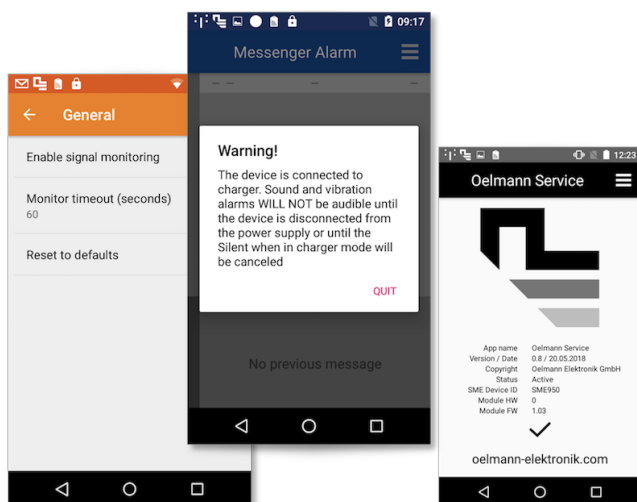 General
Enable signal monitoring
Monitor timeout (seconds)
60
Reset to defaults
09:17
Messenger Alarm
Warning!
The device is connected to
charger. Sound and vibration
alarms WILL NOT be audible until
the device is disconnected from
the power supply or until the
Silent when in charger mode will
be canceled
QUIT
No previous message
12:23
Oelmann Service
App name Oelmann Service
Version / Date 0.8 / 20.05.2018
Copyright Oelmann Elektronik GmbH
Status Active
SME Device ID SME950
Module HW 0
Module FW 1.03
oelmann-elektronik.com